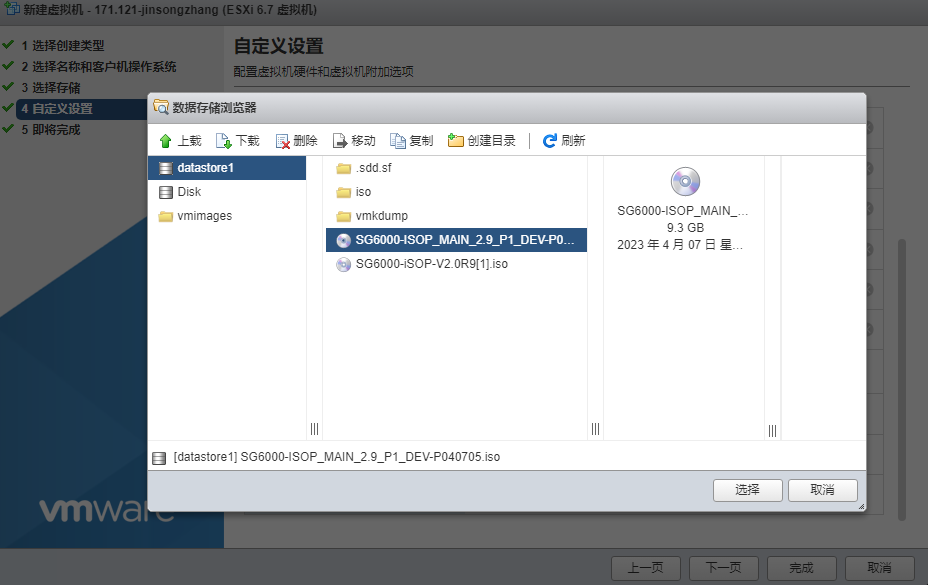 新建虚拟机 - 171.121-jinsongzhang (ESXi 6.7 虚拟机)
1 选择创建类型
2 选择名称和客户机操作系统
3 选择存储
4 自定义设置
5 即将完成
自定义设置
配置虚拟机硬件和虚拟机附加选项
数据存储浏览器
上载 下载 删除 移动 复制 创建目录 刷新
datastore1
Disk
vmimages
.sdd.sf
iso
vmkdump
SG6000-ISOP_MAIN_2.9_P1_DEV-P0...
SG6000-iSOP-V2.0R9[1].iso
SG6000-ISOP_MAIN_...
9.3 GB
2023 年 4 月 07 日 星...
[datastore1] SG6000-ISOP_MAIN_2.9_P1_DEV-P040705.iso
选择 取消
vmware
上一页 下一页 完成 取消